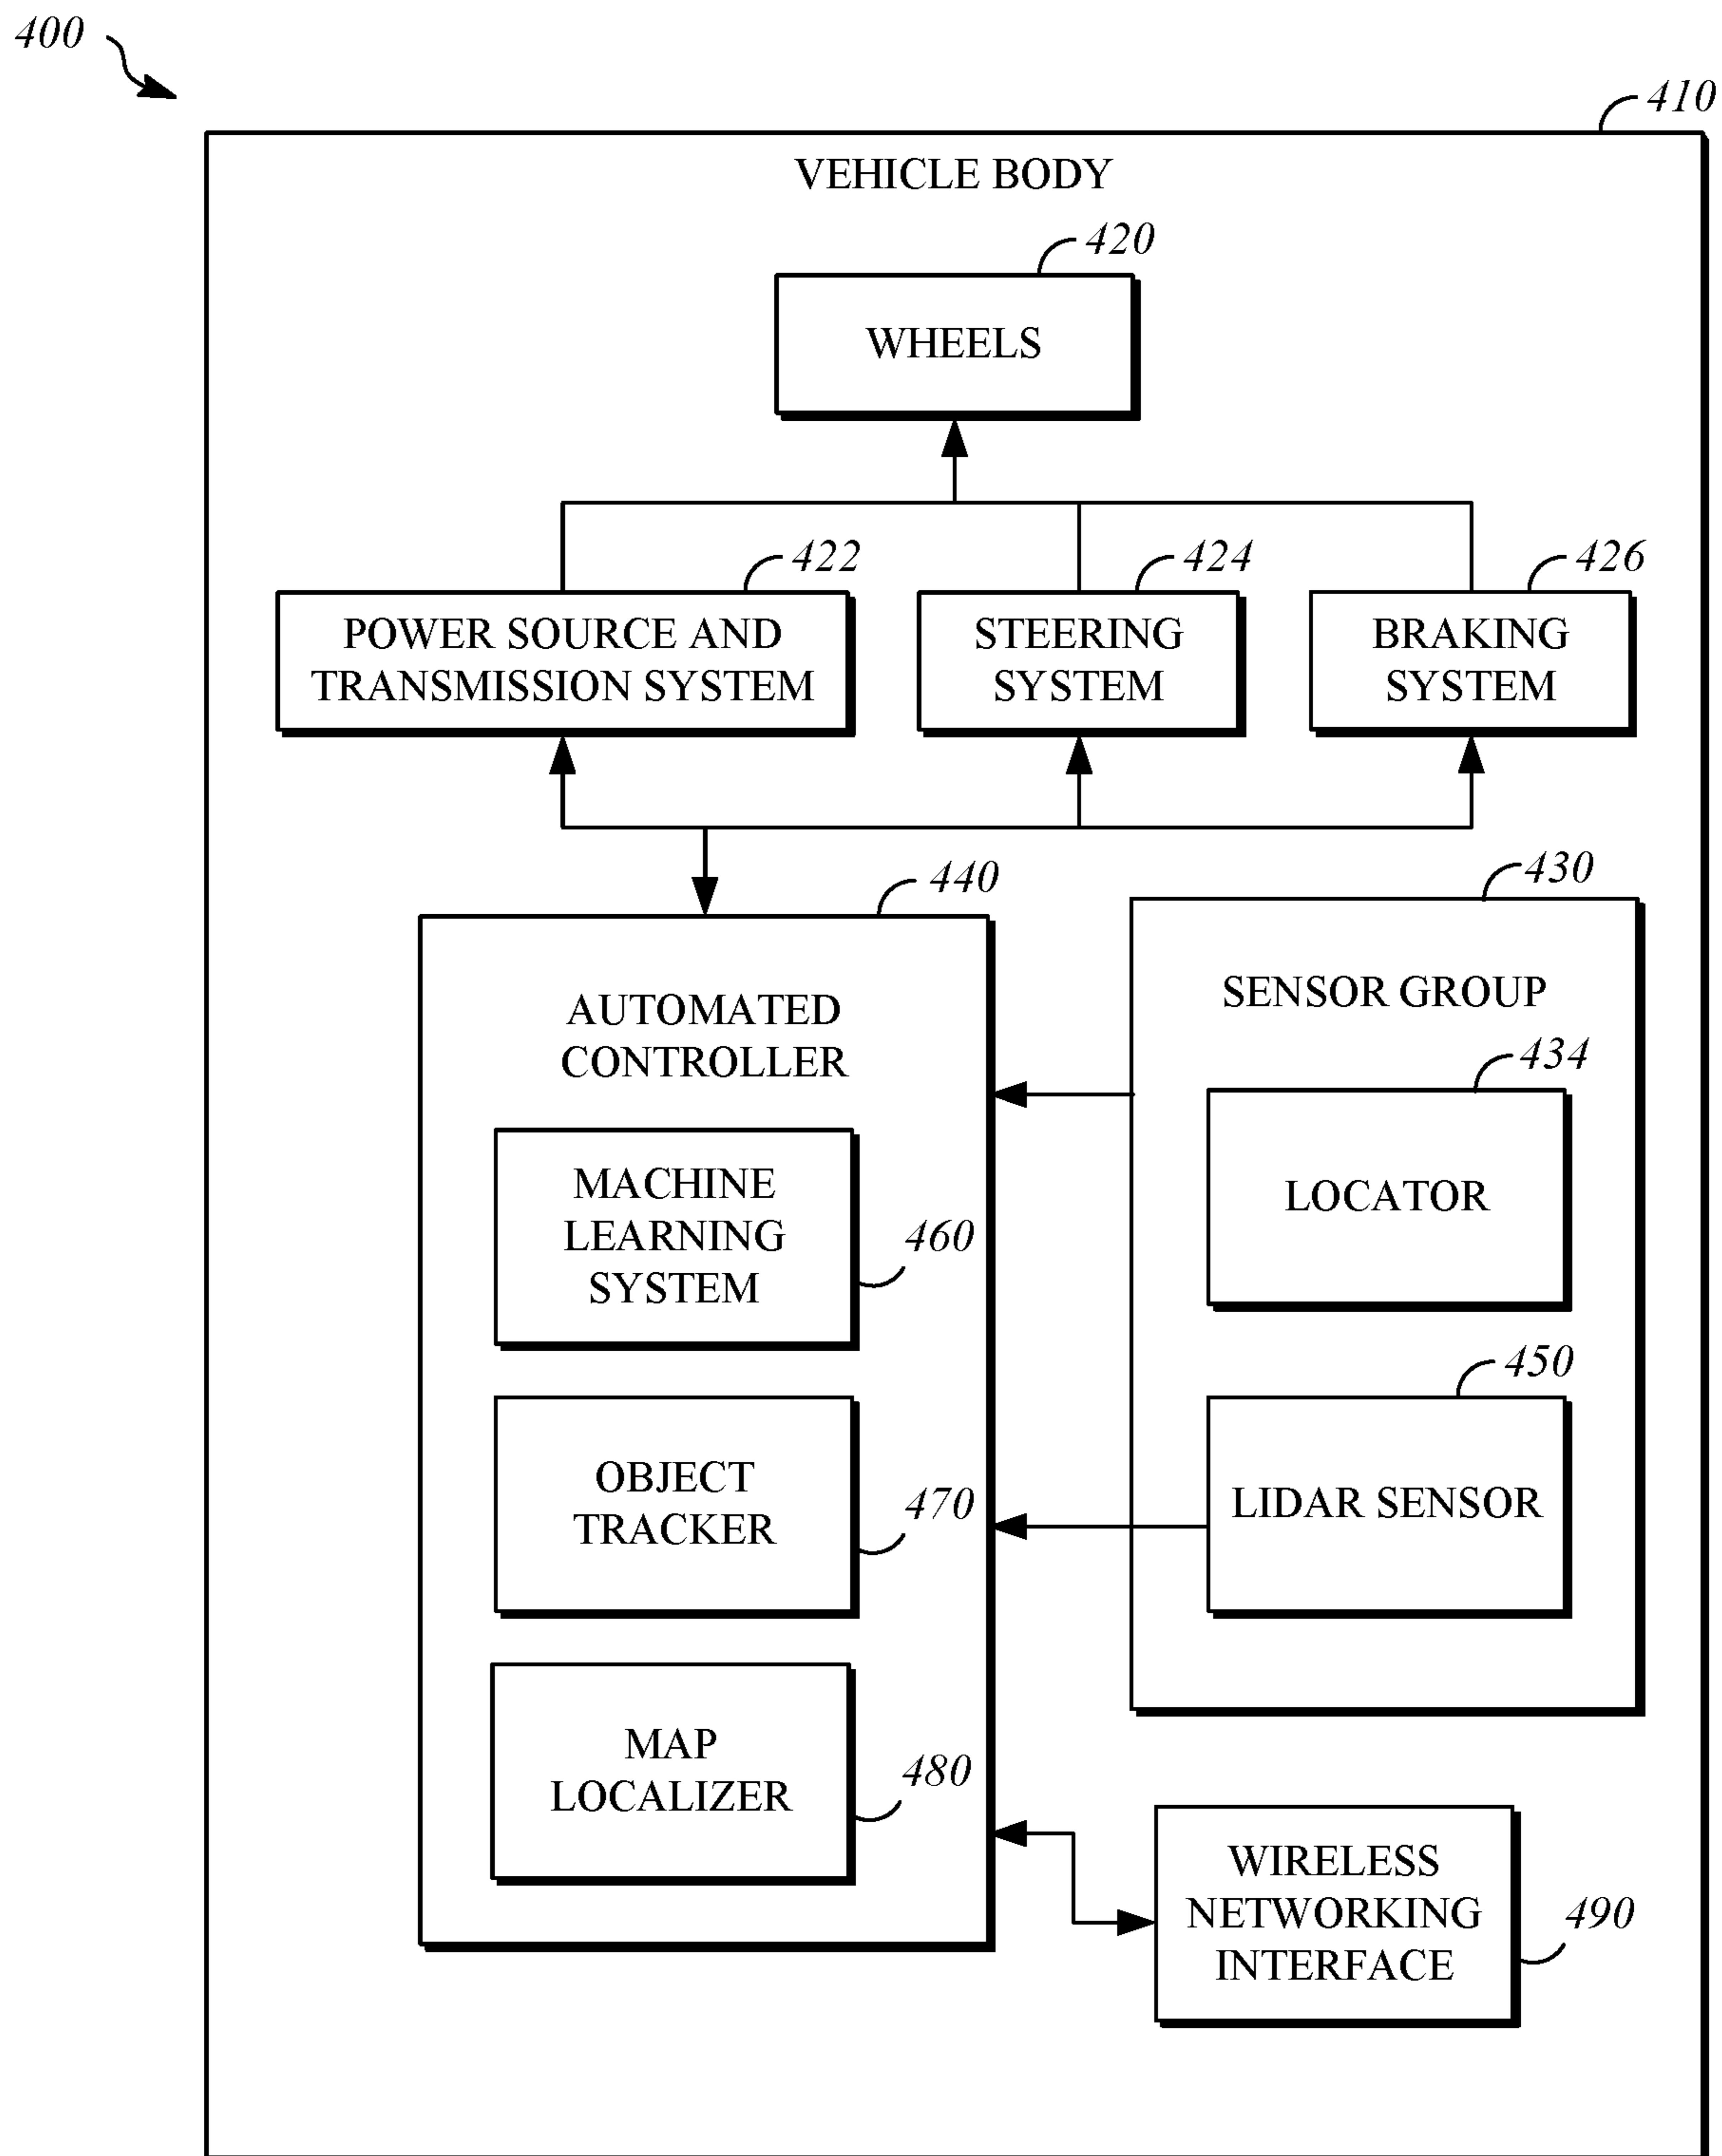 400
410
VEHICLE BODY
420
WHEELS
422
424
426
POWER SOURCE AND
TRANSMISSION SYSTEM
STEERING
SYSTEM
BRAKING
SYSTEM
440
430
AUTOMATED
CONTROLLER
SENSOR GROUP
434
LOCATOR
MACHINE
LEARNING
SYSTEM
460
450
LIDAR SENSOR
OBJECT
TRACKER
470
MAP
LOCALIZER
480
WIRELESS
NETWORKING
INTERFACE
490